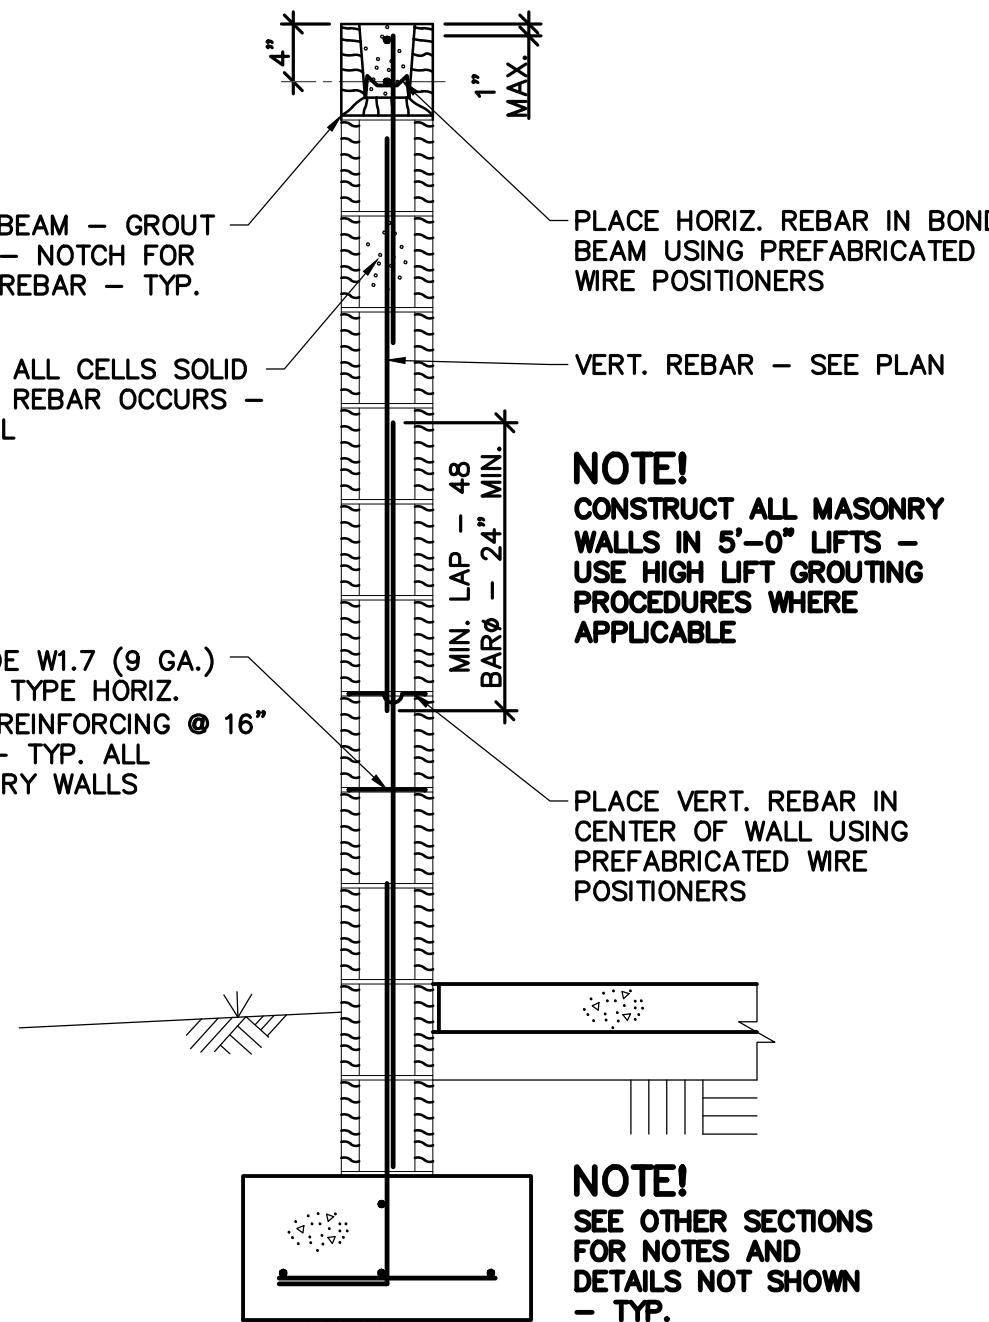 4"
1"
MAX.
BEAM – GROUT
– NOTCH FOR
REBAR – TYP.
ALL CELLS SOLID
REBAR OCCURS –
PLACE HORIZ. REBAR IN BOND
BEAM USING PREFABRICATED
WIRE POSITIONERS
VERT. REBAR – SEE PLAN
MIN. LAP – 48
BARØ – 24" MIN.
NOTE!
CONSTRUCT ALL MASONRY
WALLS IN 5'-0" LIFTS –
USE HIGH LIFT GROUTING
PROCEDURES WHERE
APPLICABLE
W1.7 (9 GA.)
TYPE HORIZ.
REINFORCING @ 16"
– TYP. ALL
RY WALLS
PLACE VERT. REBAR IN
CENTER OF WALL USING
PREFABRICATED WIRE
POSITIONERS
NOTE!
SEE OTHER SECTIONS
FOR NOTES AND
DETAILS NOT SHOWN
– TYP.